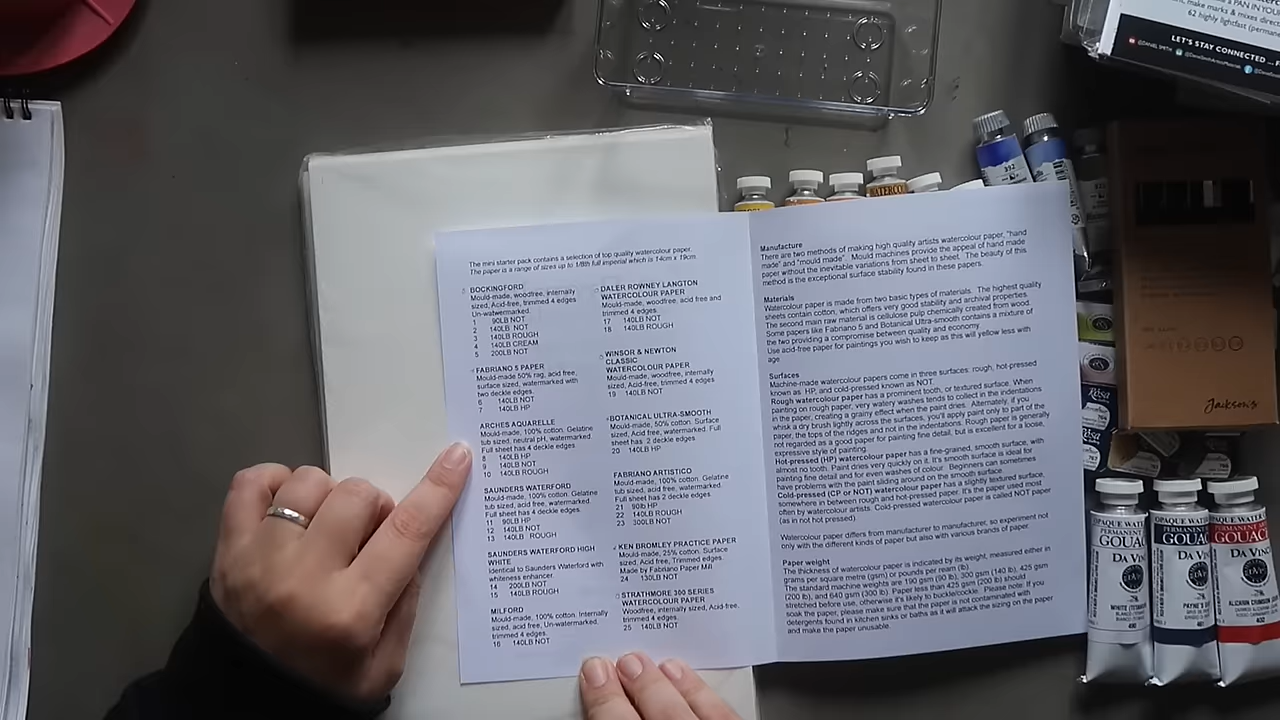 The mini starter pack contains a selection of top quality watercolour paper.
The paper is a range of sizes up to 1/8th full imperial which is 14cm x 19cm.
BOCKINGFORD
Mould-made, woodfree, internally
sized, Acid-free, trimmed 4 edges
Un-watermarked.
1 90LB NOT
2 140LB NOT
3 140LB ROUGH
4 140LB CREAM
5 200LB NOT
FABRIANO 5 PAPER
Mould-made 50% rag, acid free,
surface sized, watermarked with
two deckle edges
6 140LB NOT
7 140LB HP
ARCHES AQUARELLE
Mould-made, 100% cotton. Gelatine
tub sized, neutral pH, watermarked.
Full sheet has 4 deckle edges
8 140LB HP
9 140LB NOT
10 140LB ROUGH
SAUNDERS WATERFORD
Mould-made, 100% cotton. Gelatine
tub sized, acid free, watermarked.
Full sheet has 4 deckle edges
11 90LB HP
12 140LB NOT
13 140LB ROUGH
SAUNDERS WATERFORD HIGH
WHITE
Identical to Saunders Waterford with
whiteness enhancer.
14 200LB NOT
15 140LB ROUGH
MILFORD
Mould-made, 100% cotton. Internally
sized, acid free, Un-watermarked,
trimmed 4 edges.
16 140LB NOT
DALER ROWNEY LANGTON
WATERCOLOUR PAPER
Mould-made, woodfree, acid free and
trimmed 4 edges.
17 140LB NOT
18 140LB ROUGH
WINSOR & NEWTON
CLASSIC
WATERCOLOUR PAPER
Mould-made, woodfree, internally
sized, Acid-free, trimmed 4 edges
19 140LB NOT
BOTANICAL ULTRA-SMOOTH
Mould-made, 50% cotton. Surface
sized, Acid free, watermarked. Full
sheet has 2 deckle edges
20 140LB HP
FABRIANO ARTISTICO
Mould-made, 100% cotton. Gelatine
tub sized, acid free, watermarked.
Full sheet has 2 deckle edges
21 90lb HP
22 140LB ROUGH
23 300LB NOT
KEN BROMLEY PRACTICE PAPER
Mould-made, 25% cotton. Surface
sized, Acid free, Trimmed edges.
Made by Fabriano Paper Mill
24 130LB NOT
STRATHMORE 300 SERIES
WATERCOLOUR PAPER
Woodfree, internally sized, Acid-free,
trimmed 4 edges.
25 140LB NOT
Manufacture
There are two methods of making high quality artists watercolour paper, "hand
made" and "mould made". Mould machines provide the appeal of hand made
paper without the inevitable variations from sheet to sheet. The beauty of this
method is the exceptional surface stability found in these papers.
Materials
Watercolour paper is made from two basic types of materials. The highest quality
sheets contain cotton, which offers very good stability and archival properties.
The second main raw material is cellulose pulp chemically created from wood.
Some papers like Fabriano 5 and Botanical Ultra-smooth contains a mixture of
the two providing a compromise between quality and economy
Use acid-free paper for paintings you wish to keep as this will yellow less with
age
Surfaces
Machine-made watercolour papers come in three surfaces: rough, hot-pressed
known as HP, and cold-pressed known as NOT.
Rough watercolour paper has a prominent tooth, or textured surface. When
painting on rough paper, very watery washes tend to collect in the indentations
in the paper, creating a grainy effect when the paint dries. Alternately, if you
whisk a dry brush lightly across the surfaces, you'll apply paint only to part of the
paper, the tops of the ridges and not in the indentations. Rough paper is generally
not regarded as a good paper for painting fine detail, but is excellent for a loose,
expressive style of painting.
Hot-pressed (HP) watercolour paper has a fine-grained, smooth surface, with
almost no tooth. Paint dries very quickly on it. It's smooth surface is ideal for
fine detail and for even washes of colour. Beginners can sometimes
have problems with the paint sliding around on the smooth surface
Cold-pressed (CP or NOT) watercolour paper has a slightly textured surface,
somewhere in between rough and hot-pressed paper. It's the paper used most
often by watercolour artists. Cold-pressed watercolour paper is called NOT paper
(as in not hot pressed).
Watercolour paper differs from manufacturer to manufacturer, so experiment not
only with the different kinds of paper but also with various brands of paper.
Paper weight
The thickness of watercolour paper is indicated by its weight, measured either in
grams per square metre (gsm) or pounds per ream (lb)
The standard machine weights are 190 gsm (90 lb), 300 gsm (140 lb), 425 gsm
(200 lb), and 640 gsm (300 lb). Paper less than 425 gsm (200 lb) should
stretched before use, otherwise it's likely to buckle/cockle. Please note: If you
soak the paper, please make sure that the paper is not contaminated with
detergents found in kitchen sinks or baths as it will attack the sizing on the paper
and make the paper unusable.
62 highly lightfast
LET'S STAY CONNECTED
WATERCO
392
Rosa
Rosa
Jackson's
OPAQUE WATER
GOUAC
DA VINC
WHITE
OPAQUE WATE
PERMANENT
GOUA
DA VIN
PAYNE'S
OPAQUE WATE
GOUAC
DA VINC
ALIZARIN CRIMSON